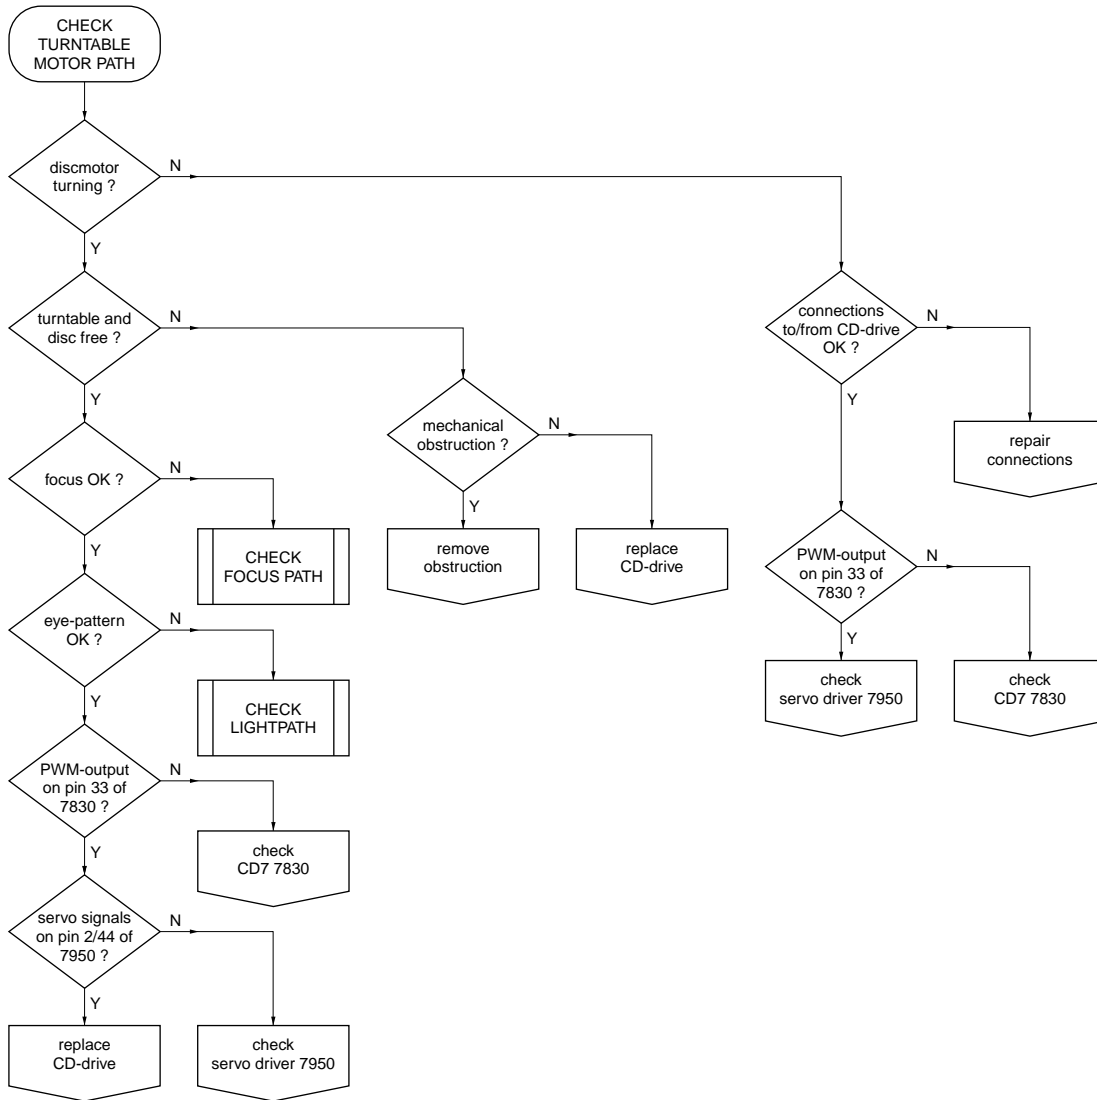 CHECK
TURNTABLE
MOTOR PATH
discmotor
turning ?
N
Y
turntable and
disc free ?
N
Y
connections
to/from CD-drive
OK ?
N
Y
mechanical
obstruction ?
N
Y
repair
connections
focus OK ?
N
Y
CHECK
FOCUS PATH
remove
obstruction
replace
CD-drive
PWM-output
on pin 33 of
7830 ?
N
Y
eye-pattern
OK ?
N
Y
CHECK
LIGHTPATH
check
servo driver 7950
check
CD7 7830
PWM-output
on pin 33 of
7830 ?
N
Y
check
CD7 7830
servo signals
on pin 2/44 of
7950 ?
N
Y
replace
CD-drive
check
servo driver 7950